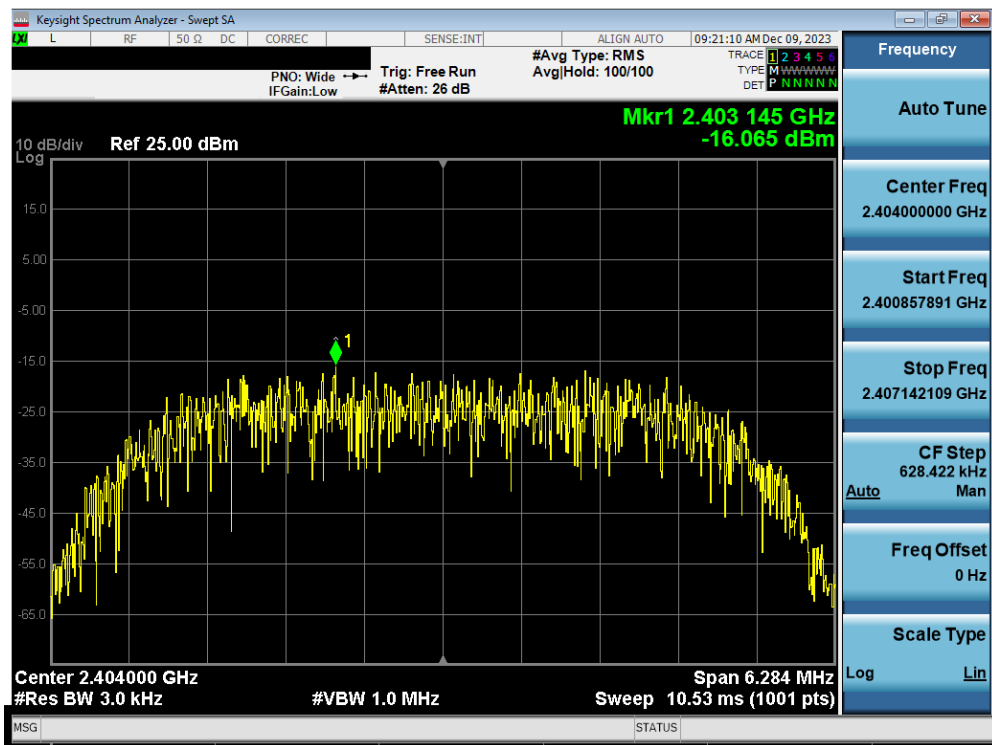 Keysight Spectrum Analyzer - Swept SA
LXI L RF 50 Ω DC CORREC SENSE:INT ALIGN AUTO 09:21:10 AM Dec 09, 2023
PNO: Wide
IFGain:Low
Trig: Free Run
#Atten: 26 dB
#Avg Type: RMS
Avg|Hold: 100/100
TRACE 1 2 3 4 5 6
TYPE M WWWWW
DET P N N N N N
Mkr1 2.403 145 GHz
-16.065 dBm
10 dB/div Ref 25.00 dBm
Log
1
15.0
5.00
-5.00
-15.0
-25.0
-35.0
-45.0
-55.0
-65.0
Center 2.404000 GHz Span 6.284 MHz
#Res BW 3.0 kHz #VBW 1.0 MHz Sweep 10.53 ms (1001 pts)
MSG STATUS
Frequency
Auto Tune
Center Freq
2.404000000 GHz
Start Freq
2.400857891 GHz
Stop Freq
2.407142109 GHz
CF Step
628.422 kHz
Auto Man
Freq Offset
0 Hz
Scale Type
Log Lin